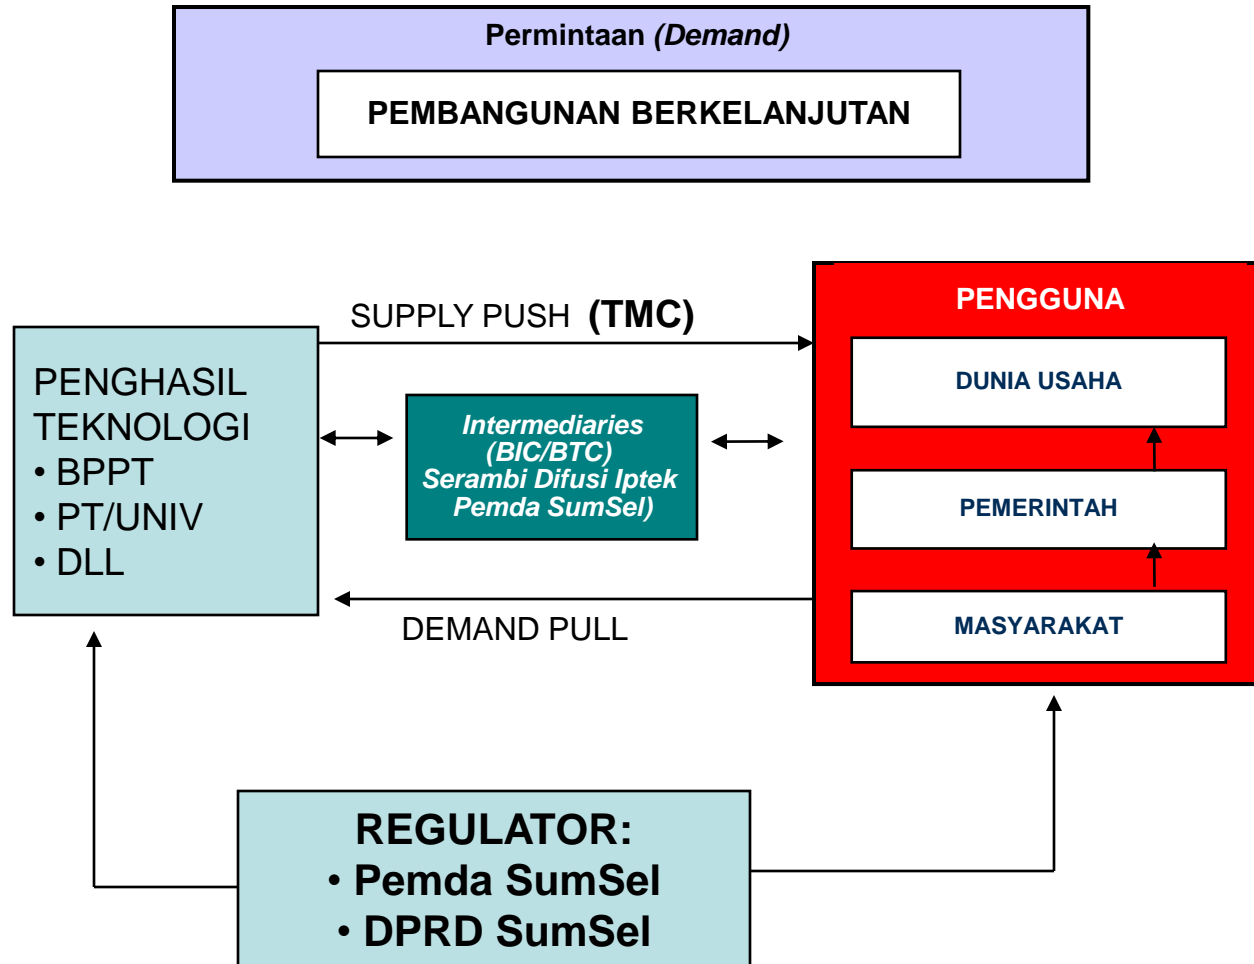 Permintaan (Demand)
PEMBANGUNAN BERKELANJUTAN
SUPPLY PUSH (TMC)
PENGHASIL
TEKNOLOGI
• BPPT
• PT/UNIV
• DLL
Intermediaries
(BIC/BTC)
Serambi Difusi Iptek
Pemda SumSel)
PENGGUNA
DUNIA USAHA
PEMERINTAH
MASYARAKAT
DEMAND PULL
REGULATOR:
• Pemda SumSel
• DPRD SumSel